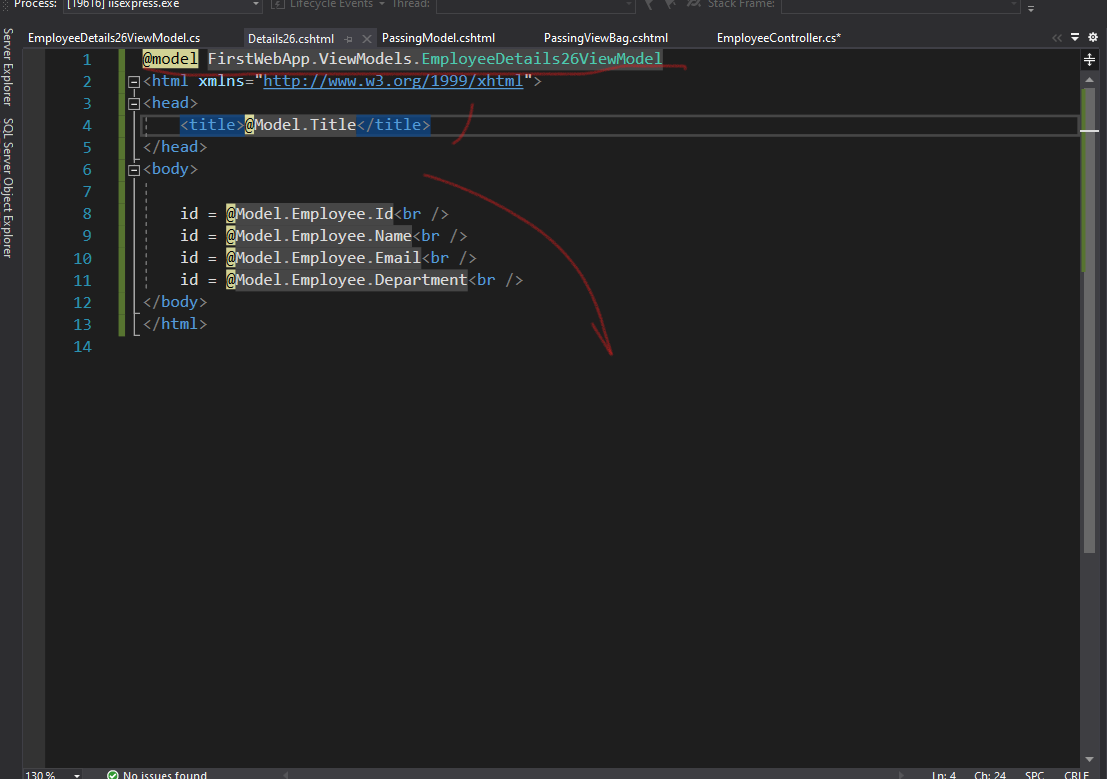 Process: [19616] iisexpress.exe Lifecycle Events Thread: Stack Frame:
EmployeeDetails26ViewModel.cs Details26.cshtml PassingModel.cshtml PassingViewBag.cshtml EmployeeController.cs*
Server Explorer
SQL Server Object Explorer
1 @model FirstWebApp.ViewModels.EmployeeDetails26ViewModel
2 <html xmlns="http://www.w3.org/1999/xhtml">
3 <head>
4 <title>@Model.Title</title>
5 </head>
6 <body>
7
8 id = @Model.Employee.Id<br />
9 id = @Model.Employee.Name<br />
10 id = @Model.Employee.Email<br />
11 id = @Model.Employee.Department<br />
12 </body>
13 </html>
14
130 % No issues found Ln: 4 Ch: 24 SPC CRLF